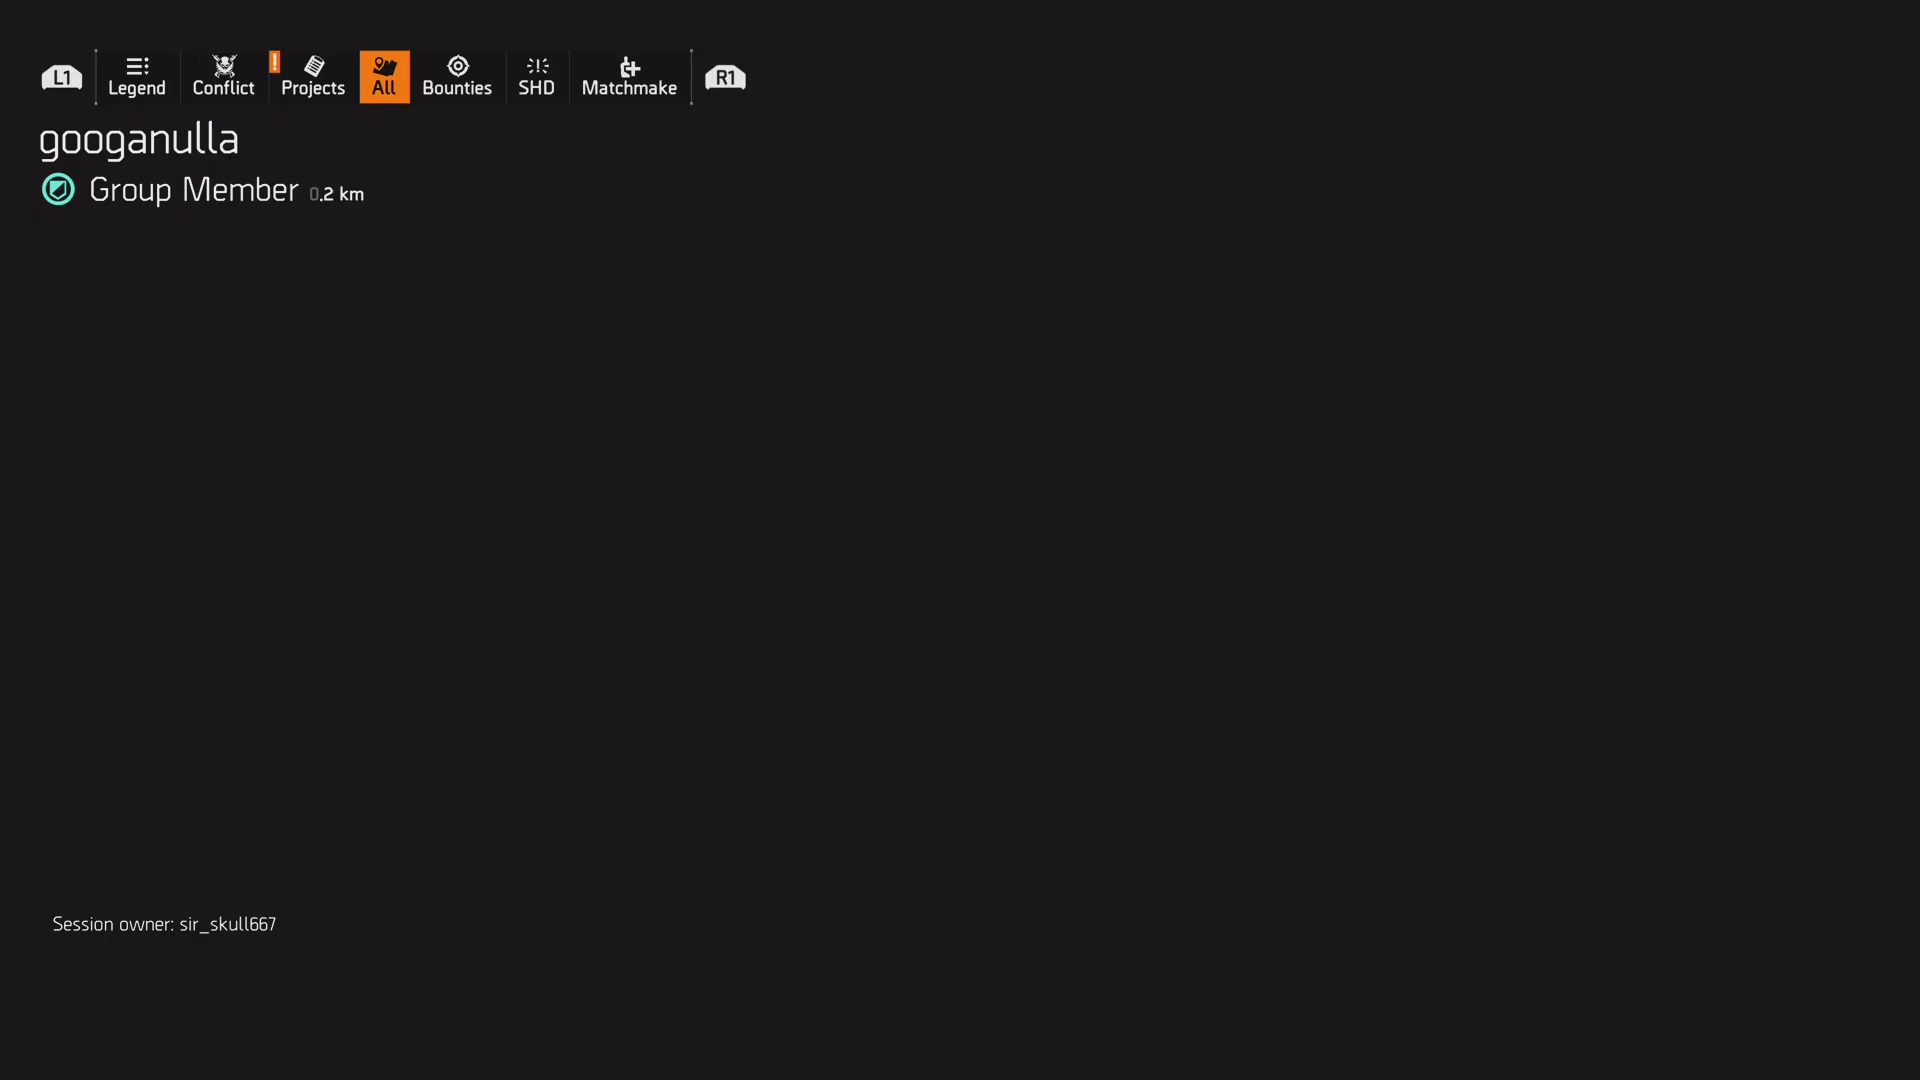 L1 Legend Conflict ! Projects All Bounties SHD Matchmake R1
googanulla
Group Member 0.2 km
Session owner: sir_skull667